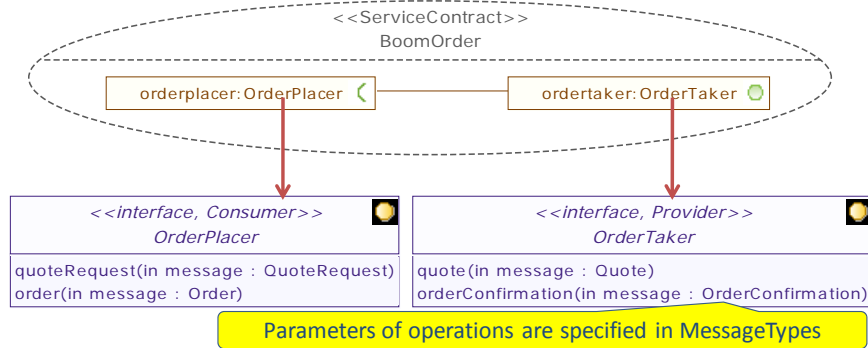 <<ServiceContract>>
BoomOrder
orderplacer:OrderPlacer
ordertaker:OrderTaker
<<interface, Consumer>>
OrderPlacer
quoteRequest(in message : QuoteRequest)
order(in message : Order)
<<interface, Provider>>
OrderTaker
quote(in message : Quote)
orderConfirmation(in message : OrderConfirmation)
Parameters of operations are specified in MessageTypes